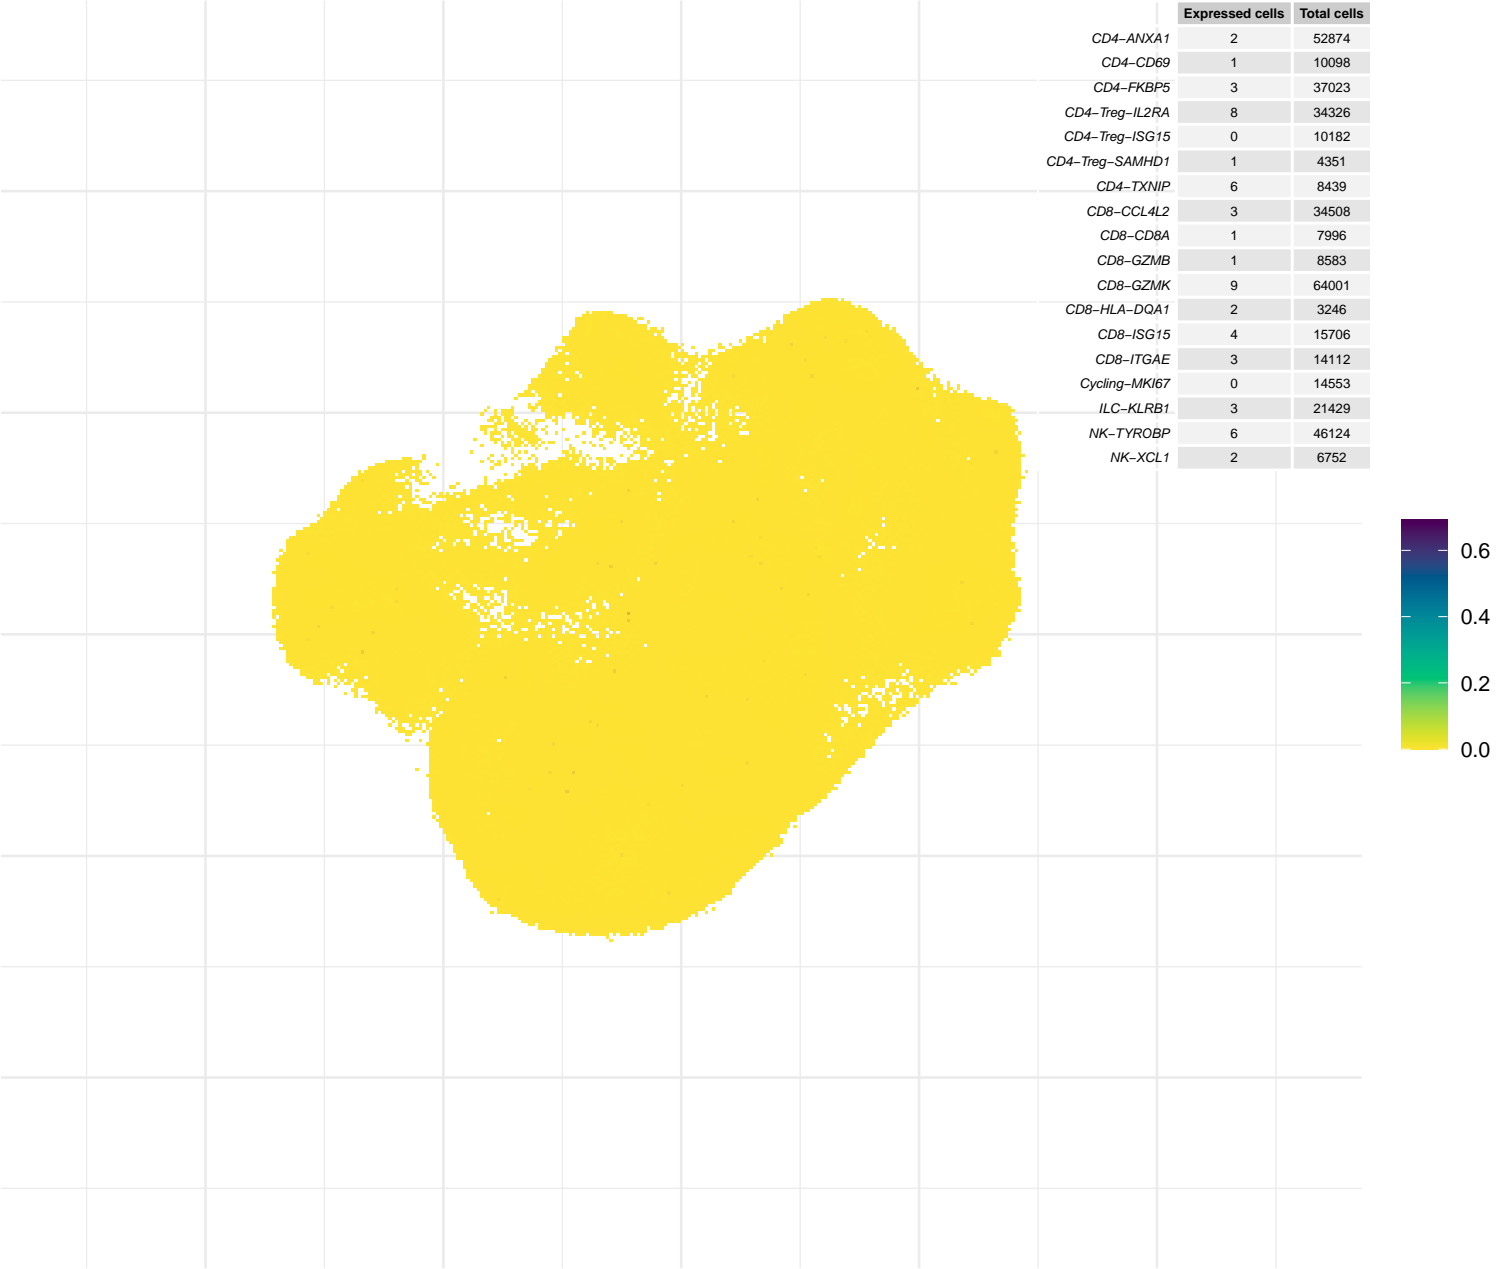 Expressed cells Total cells
CD4−ANXA1 2 52874
CD4−CD69 1 10098
CD4−FKBP5 3 37023
CD4−Treg−IL2RA 8 34326
CD4−Treg−ISG15 0 10182
CD4−Treg−SAMHD1 1 4351
CD4−TXNIP 6 8439
CD8−CCL4L2 3 34508
CD8−CD8A 1 7996
CD8−GZMB 1 8583
CD8−GZMK 9 64001
CD8−HLA−DQA1 2 3246
CD8−ISG15 4 15706
CD8−ITGAE 3 14112
Cycling−MKI67 0 14553
ILC−KLRB1 3 21429
NK−TYROBP 6 46124
NK−XCL1 2 6752
0.6
0.4
0.2
0.0